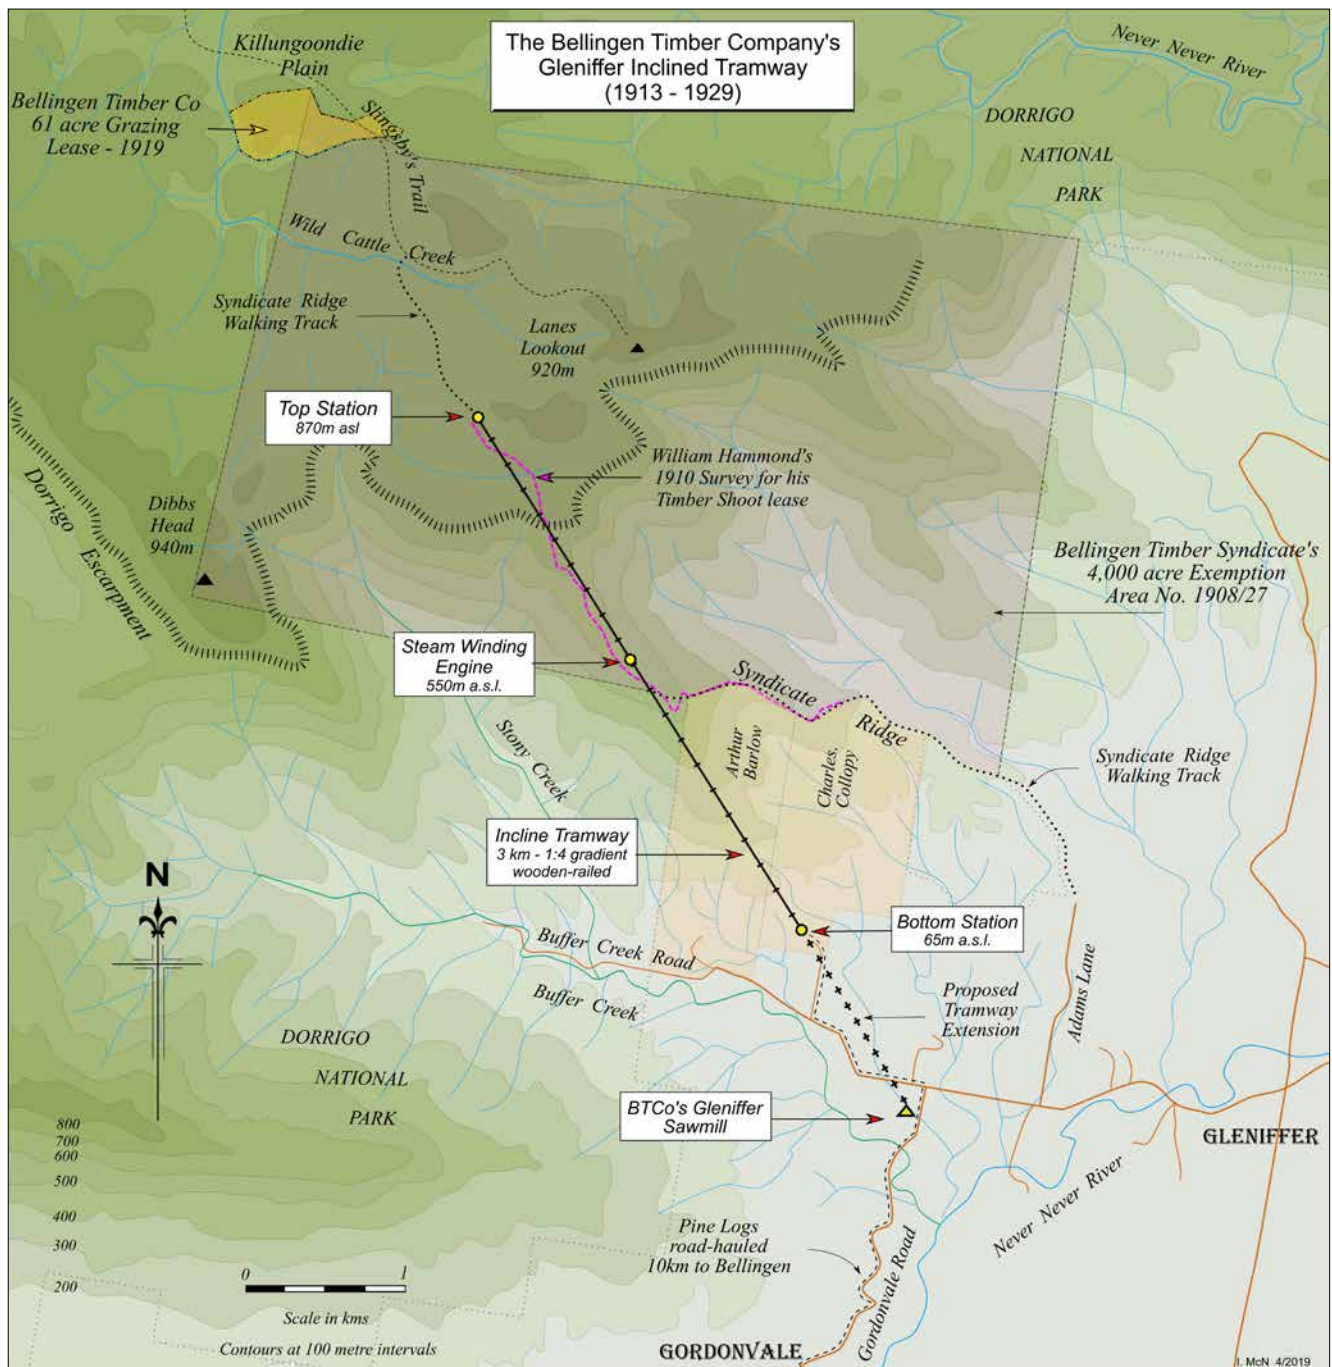 The Bellingen Timber Company's
Gleniffer Inclined Tramway
(1913 - 1929)
Killungoondie
Plain
Bellingen Timber Co
61 acre Grazing
Lease - 1919
Slingsby's Trail
Never Never River
DORRIGO
NATIONAL
PARK
Wild Cattle Creek
Syndicate Ridge
Walking Track
Lanes
Lookout
920m
Top Station
870m asl
William Hammond's
1910 Survey for his
Timber Shoot lease
Dorrigo Escarpment
Dibbs
Head
940m
Bellingen Timber Syndicate's
4,000 acre Exemption
Area No. 1908/27
Steam Winding
Engine
550m a.s.l.
Syndicate Ridge
Stony Creek
Arthur
Barlow
Charles.
Collopy
Syndicate Ridge
Walking Track
Incline Tramway
3 km - 1:4 gradient
wooden-railed
N
Bottom Station
65m a.s.l.
Buffer Creek Road
Buffer Creek
Proposed
Tramway
Extension
Adams Lane
DORRIGO
NATIONAL
PARK
BTCo's Gleniffer
Sawmill
GLENIFFER
800
700
600
500
400
300
200
Never Never River
Pine Logs
road-hauled
10km to Bellingen
Gordonvale Road
0 1
Scale in kms
Contours at 100 metre intervals
GORDONVALE
I. McN 4/2019